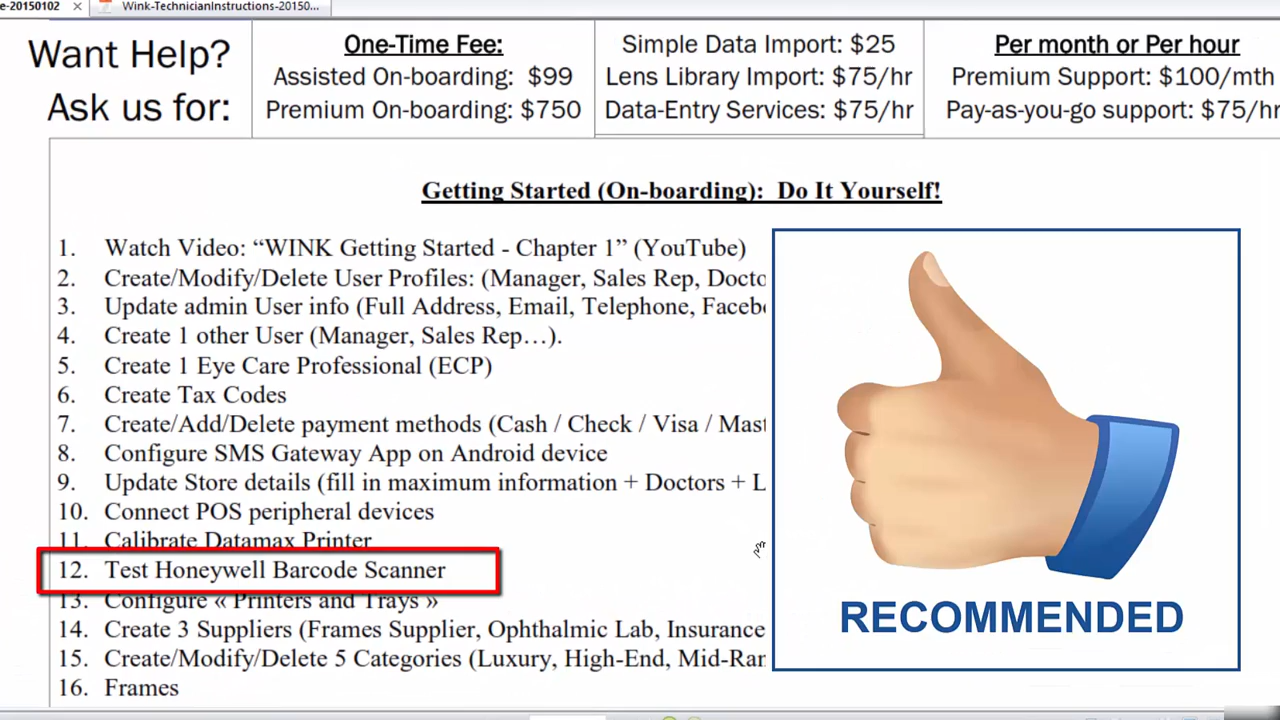 e-20150102
Wink-TechnicianInstructions-20150...
Want Help?
Ask us for:
One-Time Fee:
Assisted On-boarding: $99
Premium On-boarding: $750
Simple Data Import: $25
Lens Library Import: $75/hr
Data-Entry Services: $75/hr
Per month or Per hour
Premium Support: $100/mth
Pay-as-you-go support: $75/hr
Getting Started (On-boarding): Do It Yourself!
1. Watch Video: “WINK Getting Started - Chapter 1” (YouTube)
2. Create/Modify/Delete User Profiles: (Manager, Sales Rep, Docto
3. Update admin User info (Full Address, Email, Telephone, Facebo
4. Create 1 other User (Manager, Sales Rep…).
5. Create 1 Eye Care Professional (ECP)
6. Create Tax Codes
7. Create/Add/Delete payment methods (Cash / Check / Visa / Mast
8. Configure SMS Gateway App on Android device
9. Update Store details (fill in maximum information + Doctors + L
10. Connect POS peripheral devices
11. Calibrate Datamax Printer
12. Test Honeywell Barcode Scanner
13. Configure « Printers and Trays »
14. Create 3 Suppliers (Frames Supplier, Ophthalmic Lab, Insurance
15. Create/Modify/Delete 5 Categories (Luxury, High-End, Mid-Ran
16. Frames
RECOMMENDED